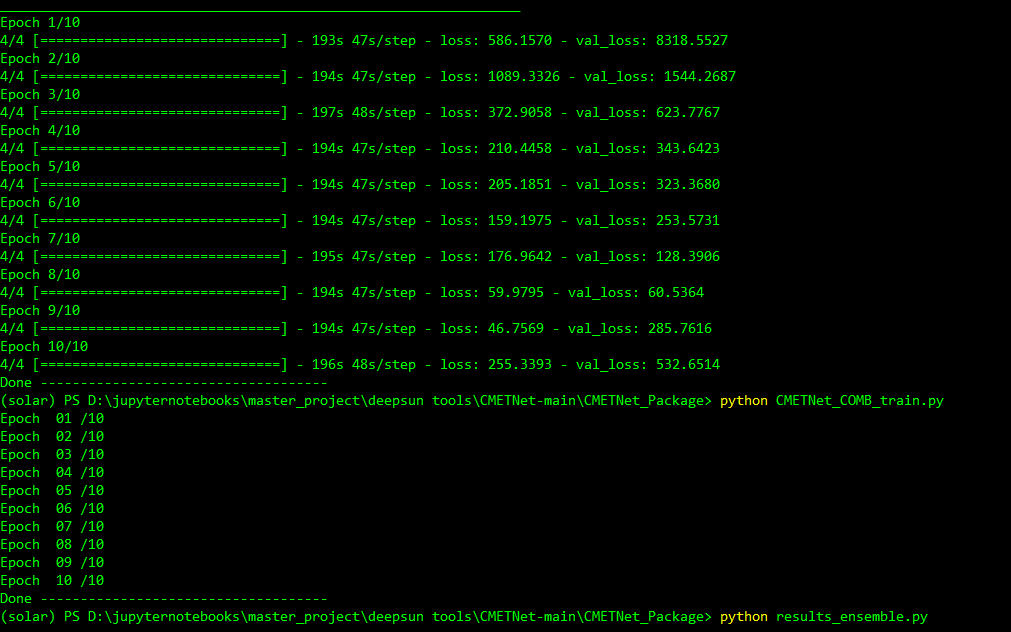 Epoch 1/10
4/4 [==============================] - 193s 47s/step - loss: 586.1570 - val_loss: 8318.5527
Epoch 2/10
4/4 [==============================] - 194s 47s/step - loss: 1089.3326 - val_loss: 1544.2687
Epoch 3/10
4/4 [==============================] - 197s 48s/step - loss: 372.9058 - val_loss: 623.7767
Epoch 4/10
4/4 [==============================] - 194s 47s/step - loss: 210.4458 - val_loss: 343.6423
Epoch 5/10
4/4 [==============================] - 194s 47s/step - loss: 205.1851 - val_loss: 323.3680
Epoch 6/10
4/4 [==============================] - 194s 47s/step - loss: 159.1975 - val_loss: 253.5731
Epoch 7/10
4/4 [==============================] - 195s 47s/step - loss: 176.9642 - val_loss: 128.3906
Epoch 8/10
4/4 [==============================] - 194s 47s/step - loss: 59.9795 - val_loss: 60.5364
Epoch 9/10
4/4 [==============================] - 194s 47s/step - loss: 46.7569 - val_loss: 285.7616
Epoch 10/10
4/4 [==============================] - 196s 48s/step - loss: 255.3393 - val_loss: 532.6514
Done ------------------------------------
(solar) PS D:\jupyternotebooks\master_project\deepsun tools\CMETNet-main\CMETNet_Package> python CMETNet_COMB_train.py
Epoch  01 /10
Epoch  02 /10
Epoch  03 /10
Epoch  04 /10
Epoch  05 /10
Epoch  06 /10
Epoch  07 /10
Epoch  08 /10
Epoch  09 /10
Epoch  10 /10
Done ------------------------------------
(solar) PS D:\jupyternotebooks\master_project\deepsun tools\CMETNet-main\CMETNet_Package> python results_ensemble.py